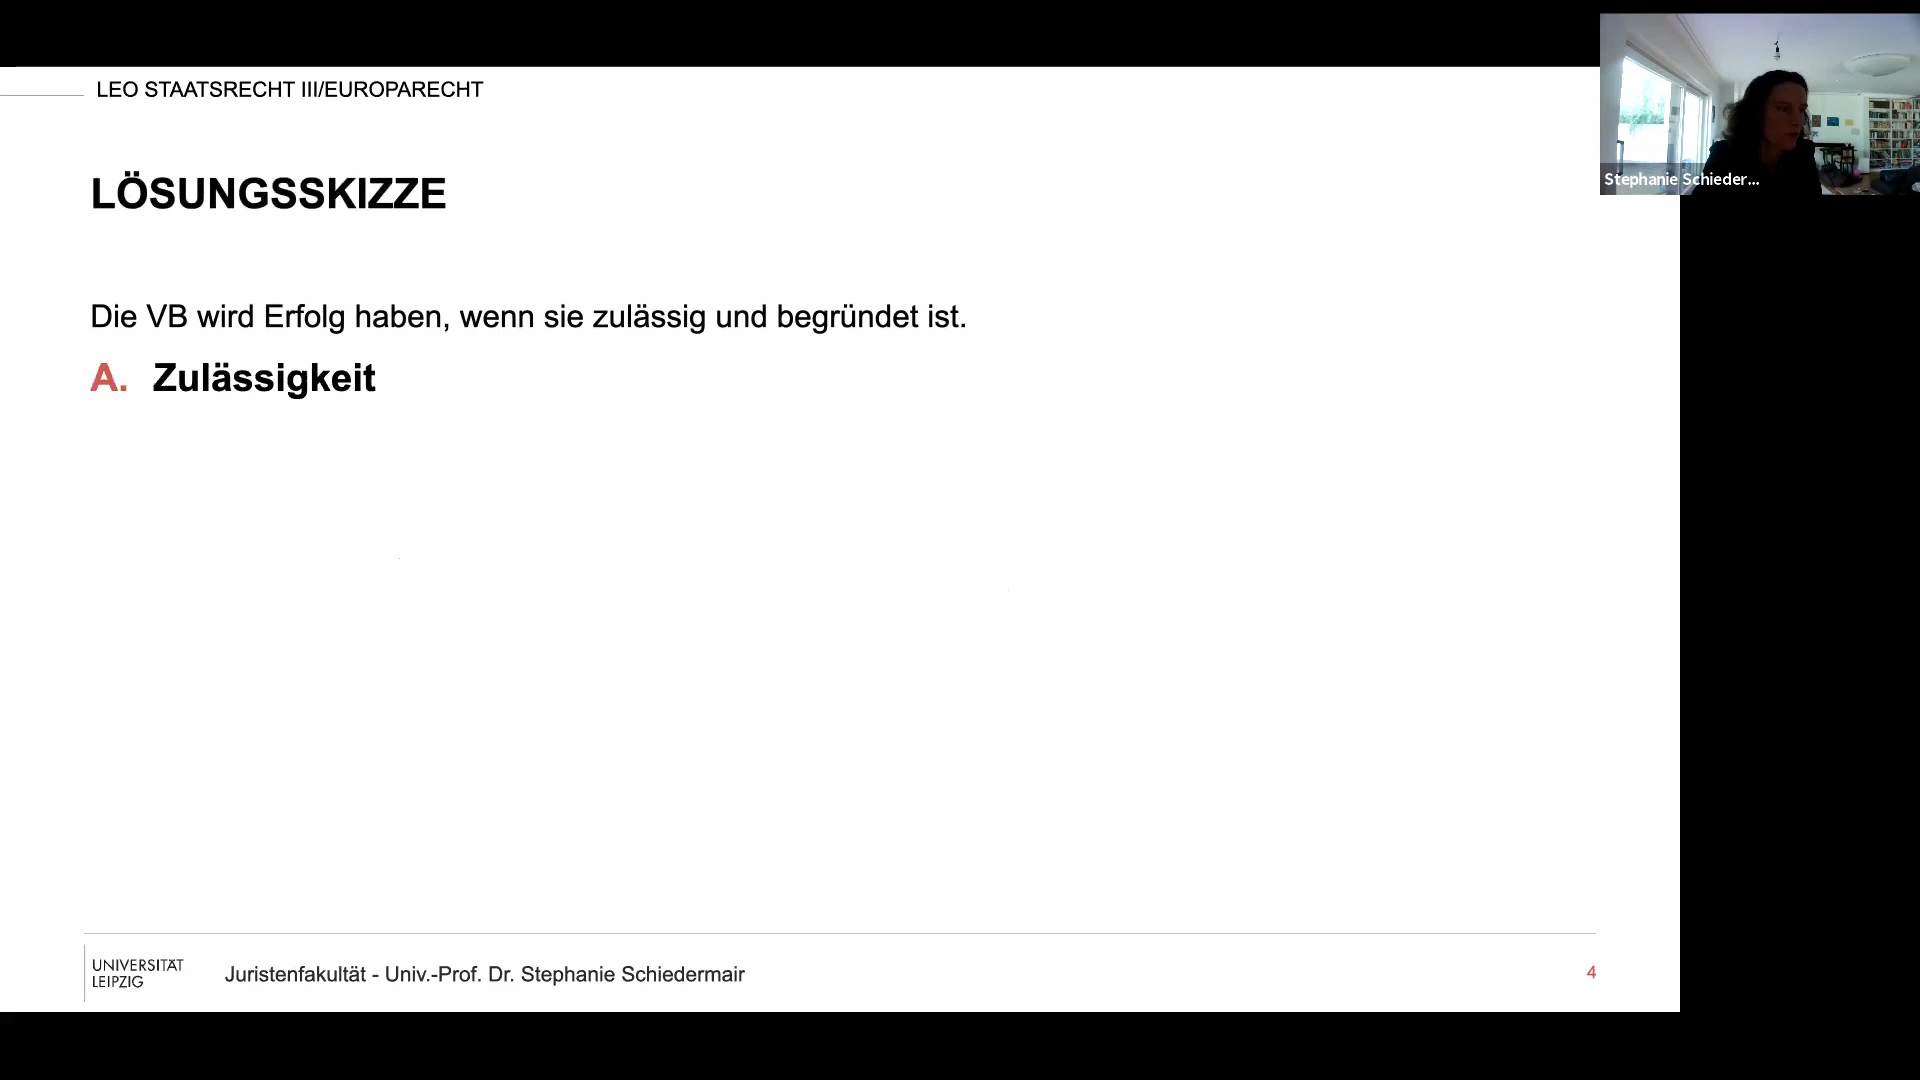 LEO STAATSRECHT III/EUROPARECHT
Stephanie Schieder...
LÖSUNGSSKIZZE
Die VB wird Erfolg haben, wenn sie zulässig und begründet ist.
A. Zulässigkeit
UNIVERSITÄT
LEIPZIG
Juristenfakultät - Univ.-Prof. Dr. Stephanie Schiedermair
4